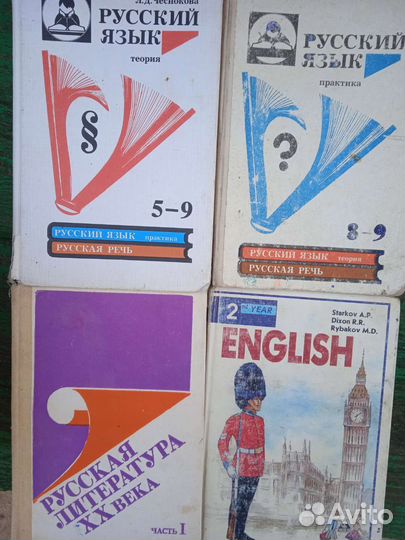 Л.Д. Чеснокова
РУССКИЙ
ЯЗЫК
теория
§
5-9
РУССКИЙ ЯЗЫК практика
РУССКАЯ РЕЧЬ
РУССКИЙ
ЯЗЫК
практика
?
8-9
РУССКИЙ ЯЗЫК теория
РУССКАЯ РЕЧЬ
РУССКАЯ
ЛИТЕРАТУРА
XX ВЕКА
ЧАСТЬ I
2nd YEAR
Starkov A.P.
Dixon R.R.
Rybakov M.D.
ENGLISH
Avito